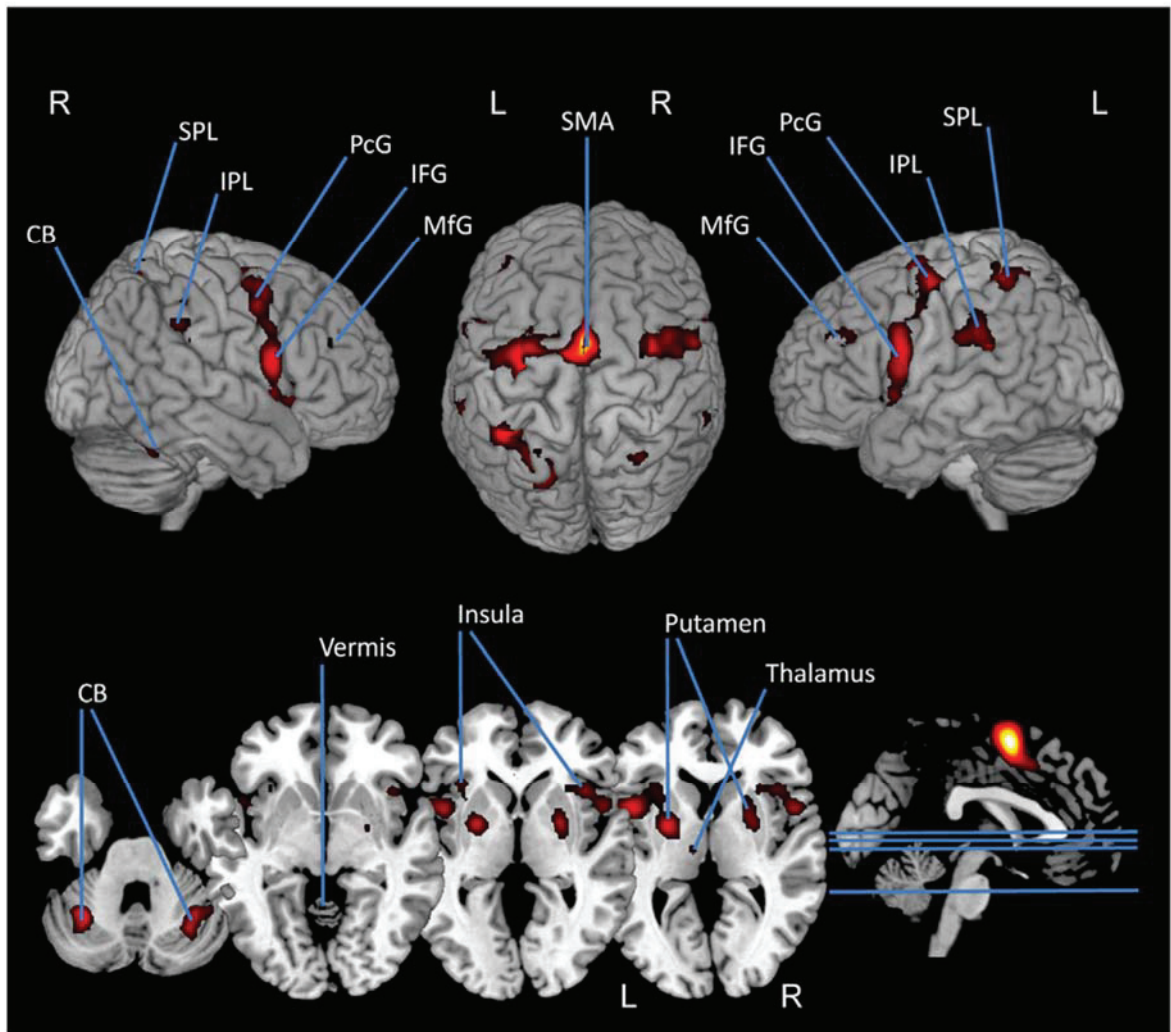 R
L
R
L
SPL
IPL
CB
PcG
IFG
MfG
SMA
PcG
SPL
IFG
IPL
MfG
Insula
Putamen
Vermis
Thalamus
CB
L
R